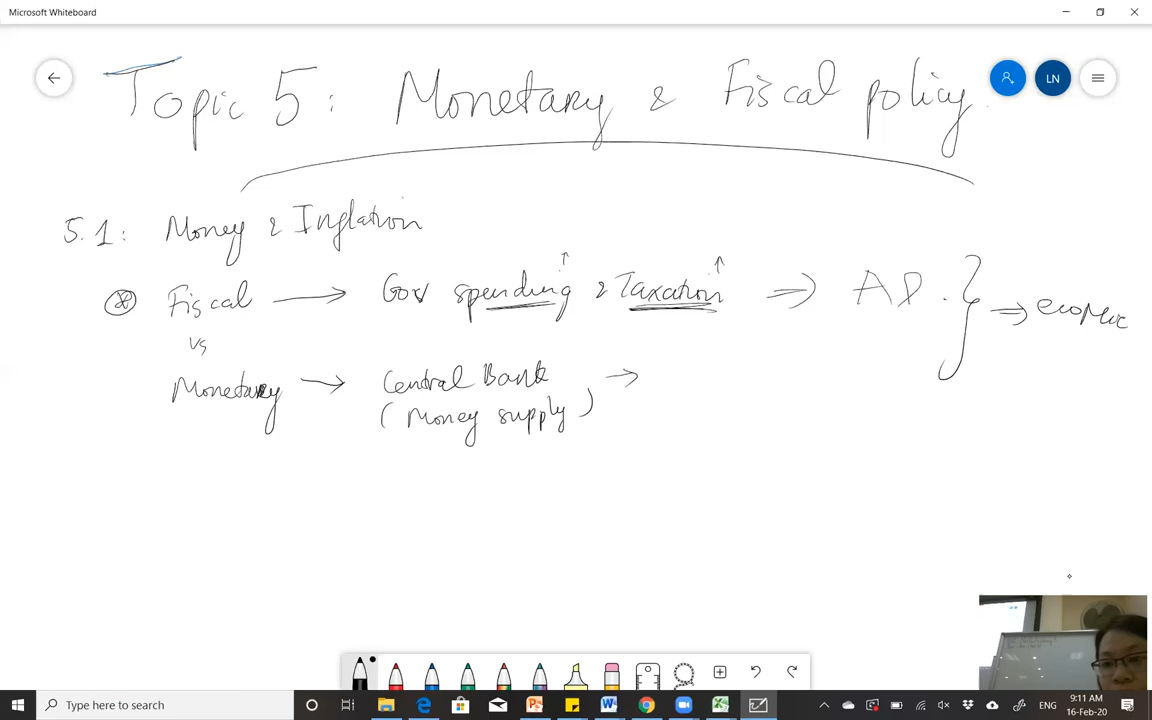 Microsoft Whiteboard
LN
Topic 5: Monetary & Fiscal policy.
5.1: Money & Inflation
Fiscal → Gov spending ↑ & Taxation ↑ ⇒ AD.
vs
Monetary → Central Bank →
(Money supply)
Type here to search
ENG
9:11 AM
16-Feb-20